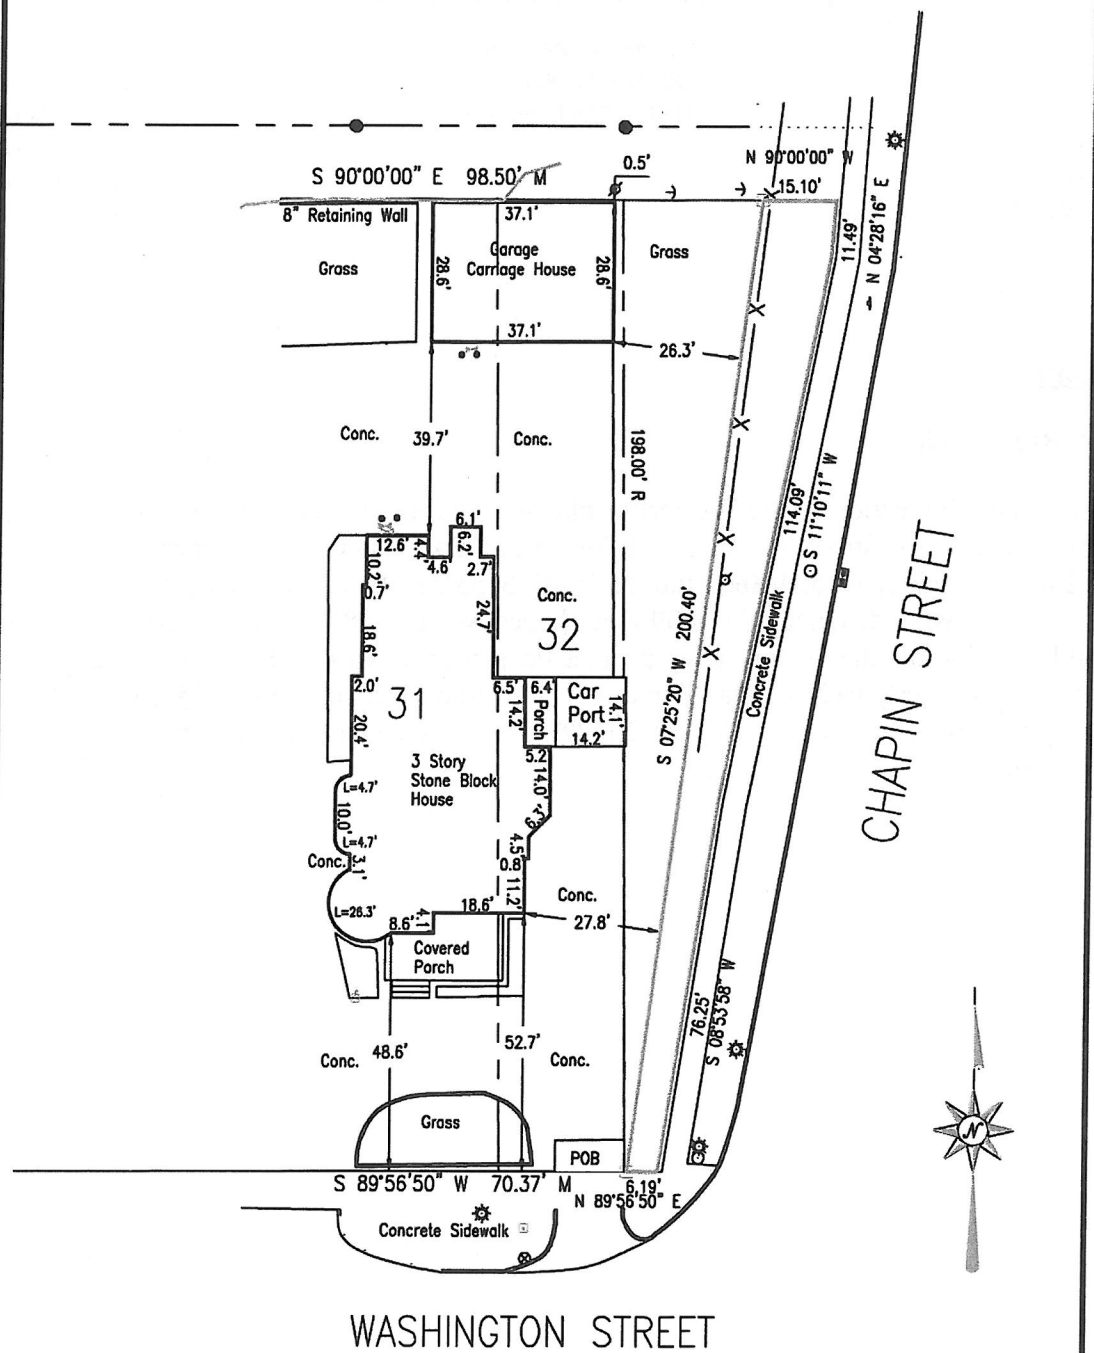 S 90°00'00" E 98.50' M
0.5'
N 90°00'00" W
15.10'
8" Retaining Wall
37.1'
Garage
Carriage House
Grass
Grass
28.6'
28.6'
37.1'
26.3'
11.49'
N 04°28'16" E
Conc.
39.7'
Conc.
198.00' R
114.09'
S 11°10'11" W
6.1'
12.6'
4.4'
6.2'
4.6
2.7'
10.2'
0.7'
24.7'
Conc.
32
18.6'
2.0'
31
6.5'
6.4'
Car
Port
14.1'
14.2'
Porch
14.2'
20.4'
5.2
14.0'
3 Story
Stone Block
House
L=4.7'
10.0'
L=4.7'
6.3'
4.5'
0.8
Conc.
3.1'
11.2'
L=26.3'
18.6'
8.6'
4.1
Conc.
27.8'
Covered
Porch
S 07°25'20" W 200.40'
Concrete Sidewalk
CHAPIN STREET
76.25'
S 08°53'58" W
48.6'
52.7'
Conc.
Conc.
Grass
POB
N
S 89°56'50" W 70.37' M
6.19'
N 89°56'50" E
Concrete Sidewalk
WASHINGTON STREET